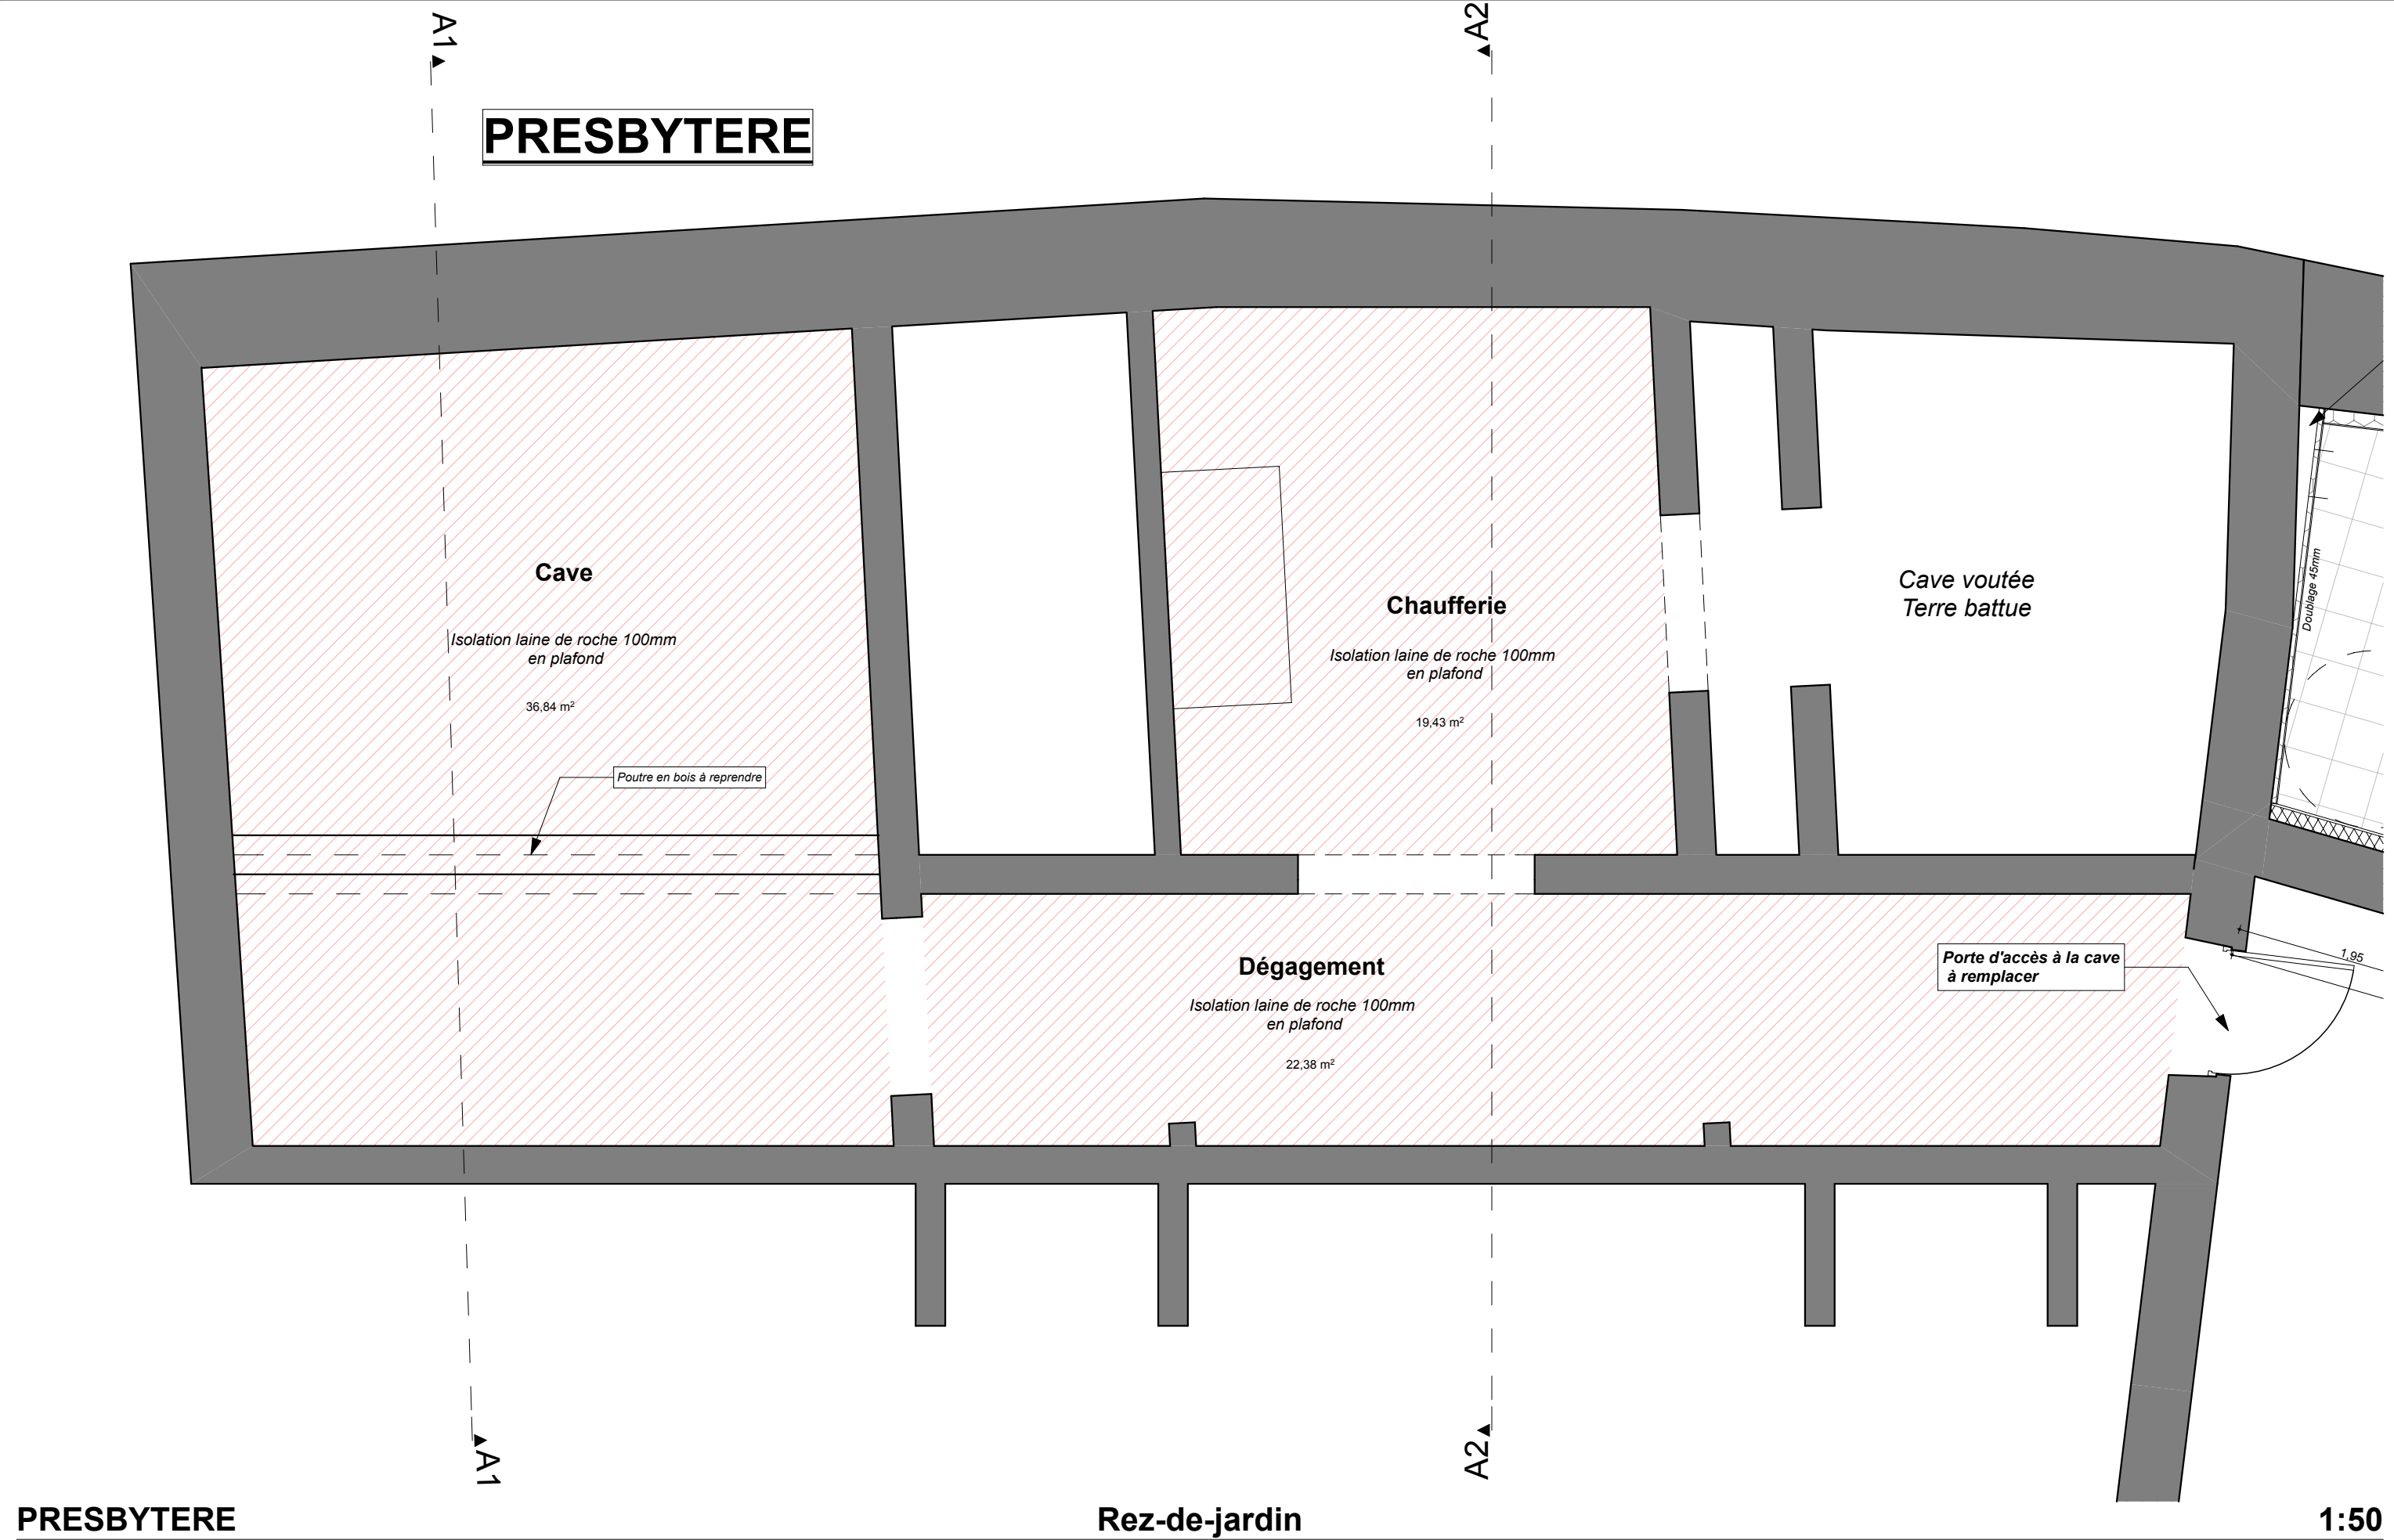 A1
A2
PRESBYTERE
Cave
Isolation laine de roche 100mm
en plafond
36,84 m²
Poutre en bois à reprendre
Chaufferie
Isolation laine de roche 100mm
en plafond
19,43 m²
Cave voutée
Terre battue
Doublage 45mm
Dégagement
Isolation laine de roche 100mm
en plafond
22,38 m²
Porte d'accès à la cave
à remplacer
1,95
A1
A2
PRESBYTERE
Rez-de-jardin
1:50